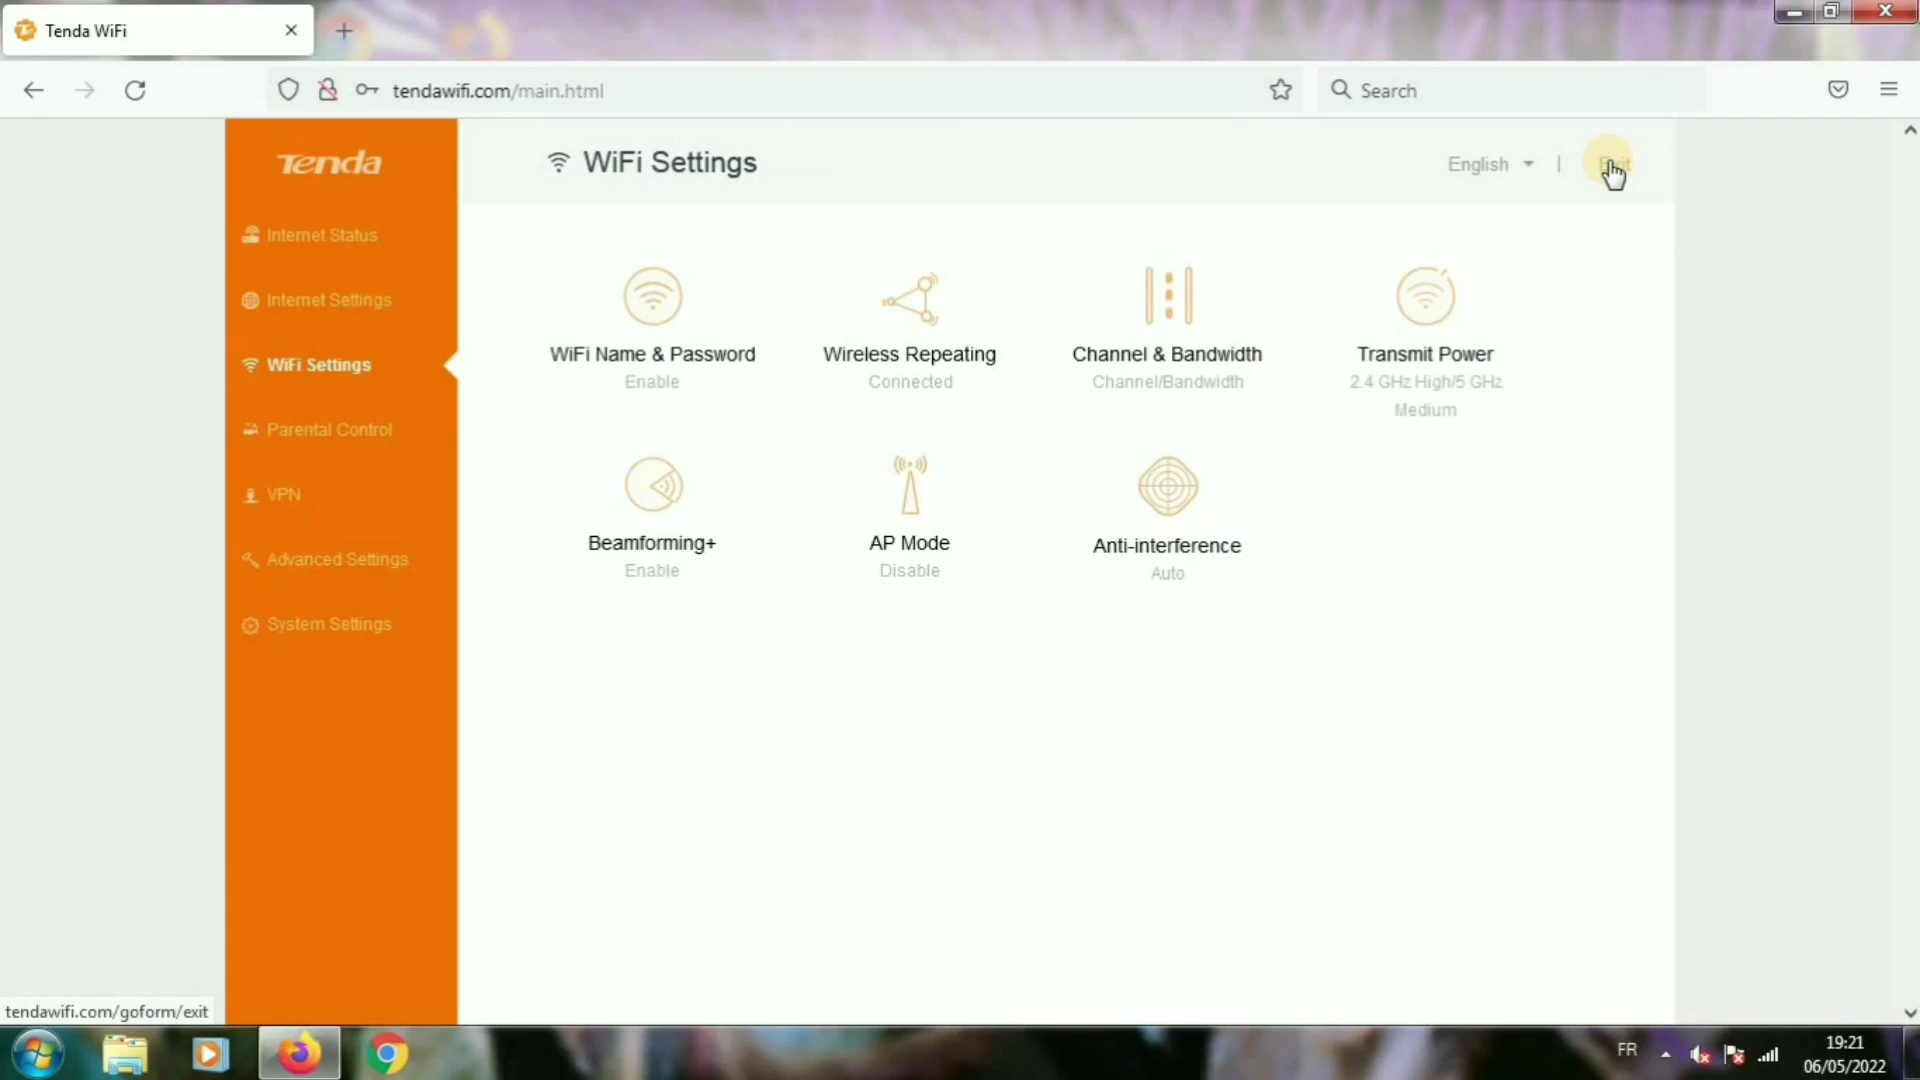 Tenda WiFi
tendawifi.com/main.html
Search
Tenda
WiFi Settings
English
|
Exit
Internet Status
Internet Settings
WiFi Settings
Parental Control
VPN
Advanced Settings
System Settings
WiFi Name & Password
Enable
Wireless Repeating
Connected
Channel & Bandwidth
Channel/Bandwidth
Transmit Power
2.4 GHz High/5 GHz
Medium
Beamforming+
Enable
AP Mode
Disable
Anti-interference
Auto
tendawifi.com/goform/exit
FR
19:21
06/05/2022